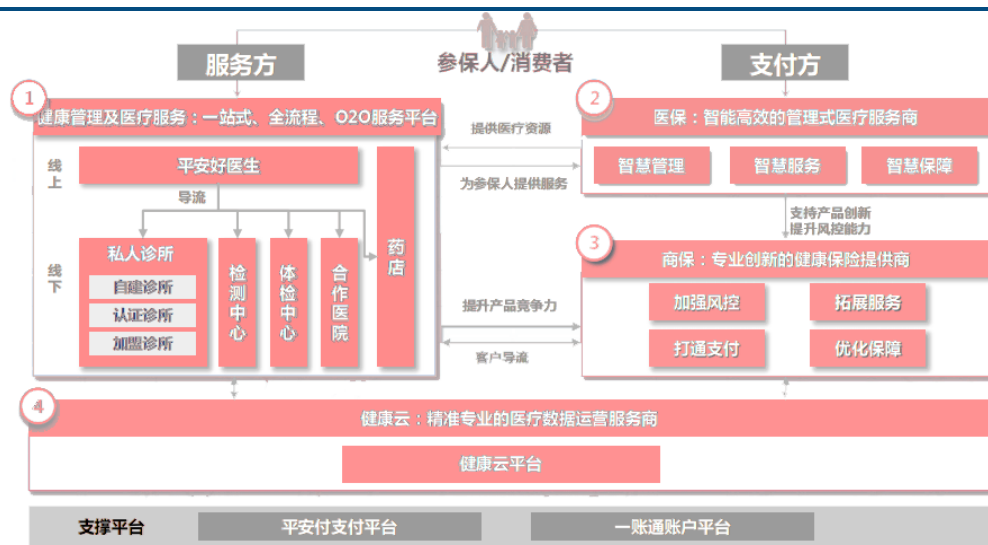 参保人/消费者
服务方
支付方
1
健康管理及医疗服务：一站式、全流程、O2O服务平台
线上
平安好医生
导流
线下
私人诊所
自建诊所
认证诊所
加盟诊所
检测中心
体检中心
合作医院
药店
提供医疗资源
为参保人提供服务
提升产品竞争力
客户导流
2
医保：智能高效的管理式医疗服务商
智慧管理
智慧服务
智慧保障
支持产品创新
提升风控能力
3
商保：专业创新的健康保险提供商
加强风控
拓展服务
打通支付
优化保障
4
健康云：精准专业的医疗数据运营服务商
健康云平台
支撑平台
平安付支付平台
一账通账户平台